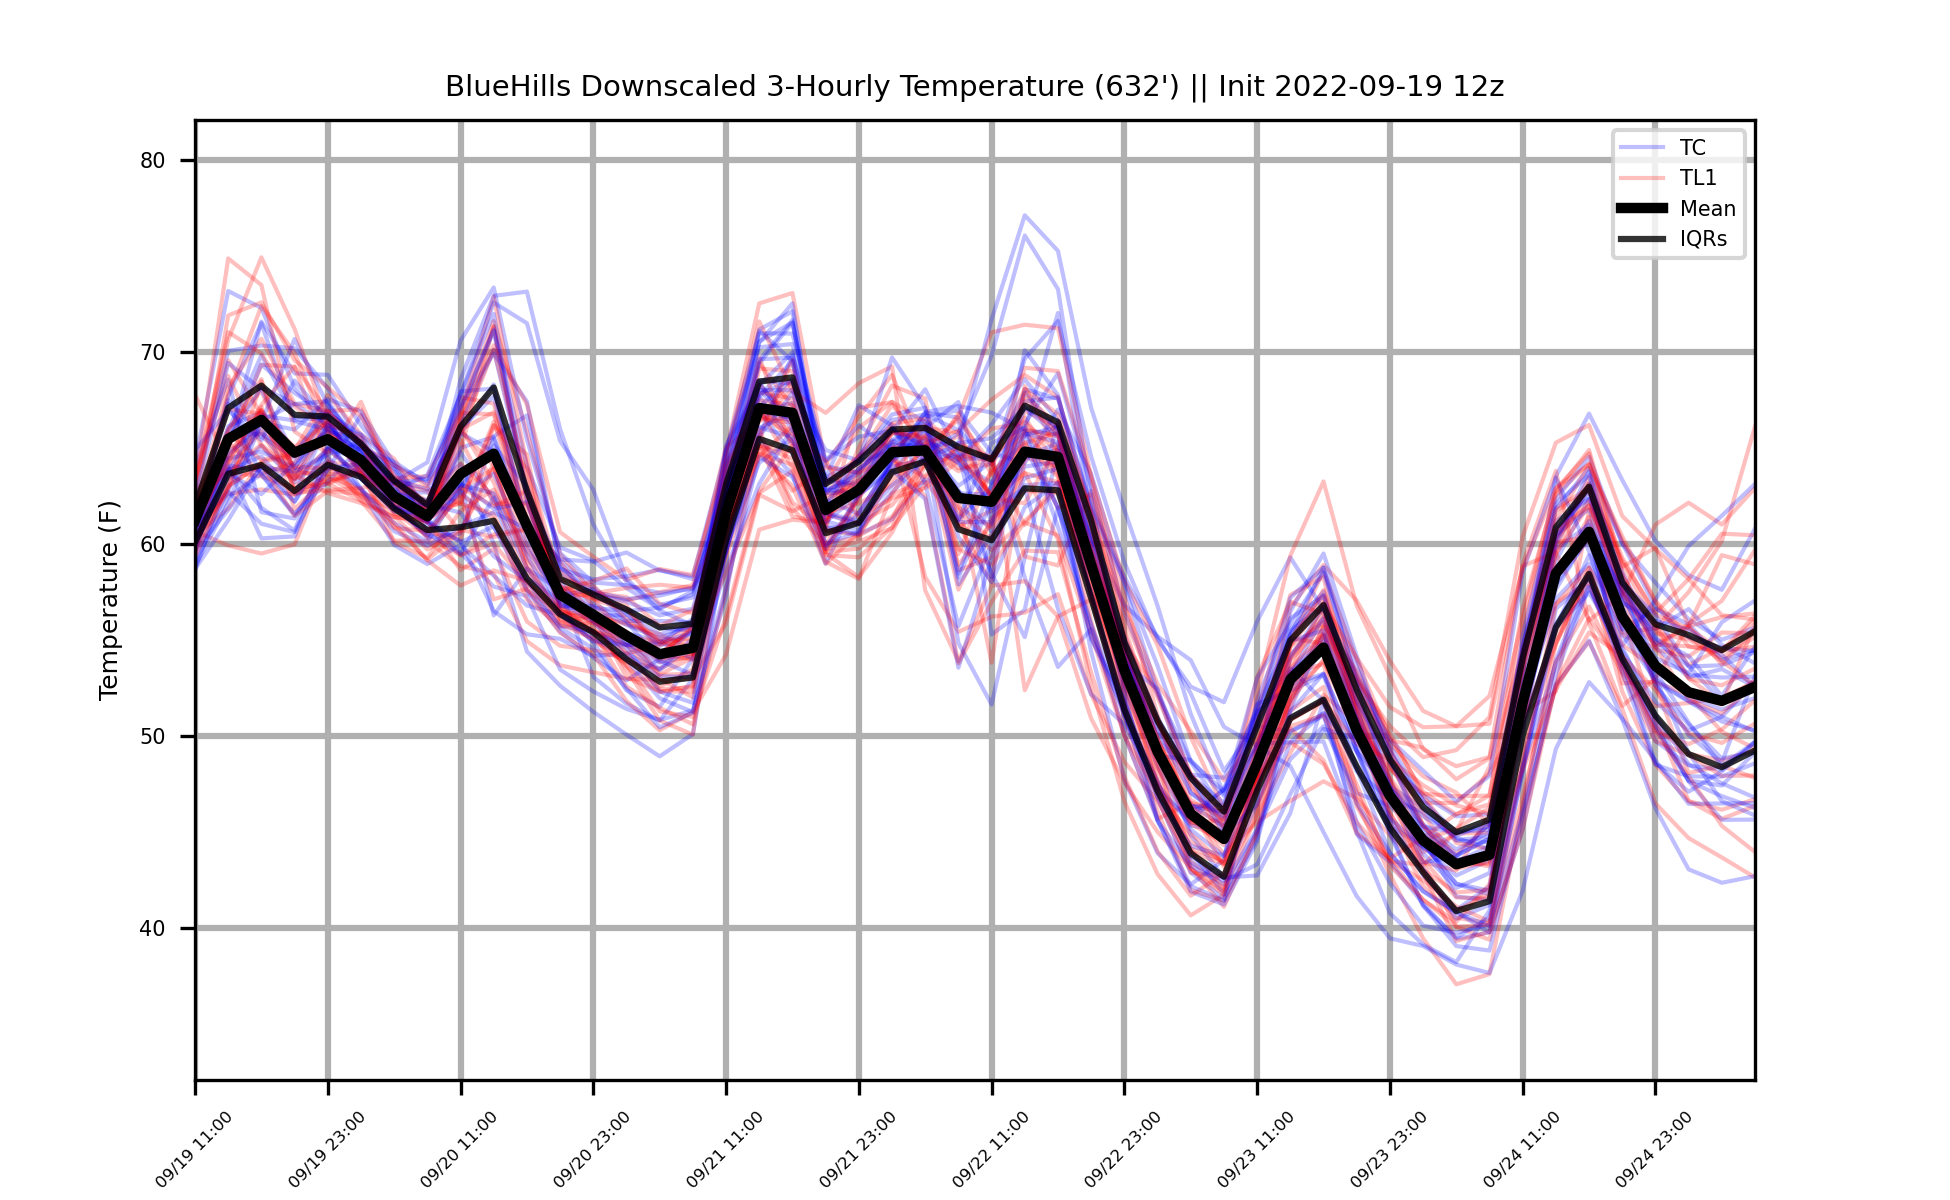 BlueHills Downscaled 3-Hourly Temperature (632') || Init 2022-09-19 12z
TC
TL1
Mean
IQRs
Temperature (F)
80
70
60
50
40
09/19 11:00
09/19 23:00
09/20 11:00
09/20 23:00
09/21 11:00
09/21 23:00
09/22 11:00
09/22 23:00
09/23 11:00
09/23 23:00
09/24 11:00
09/24 23:00